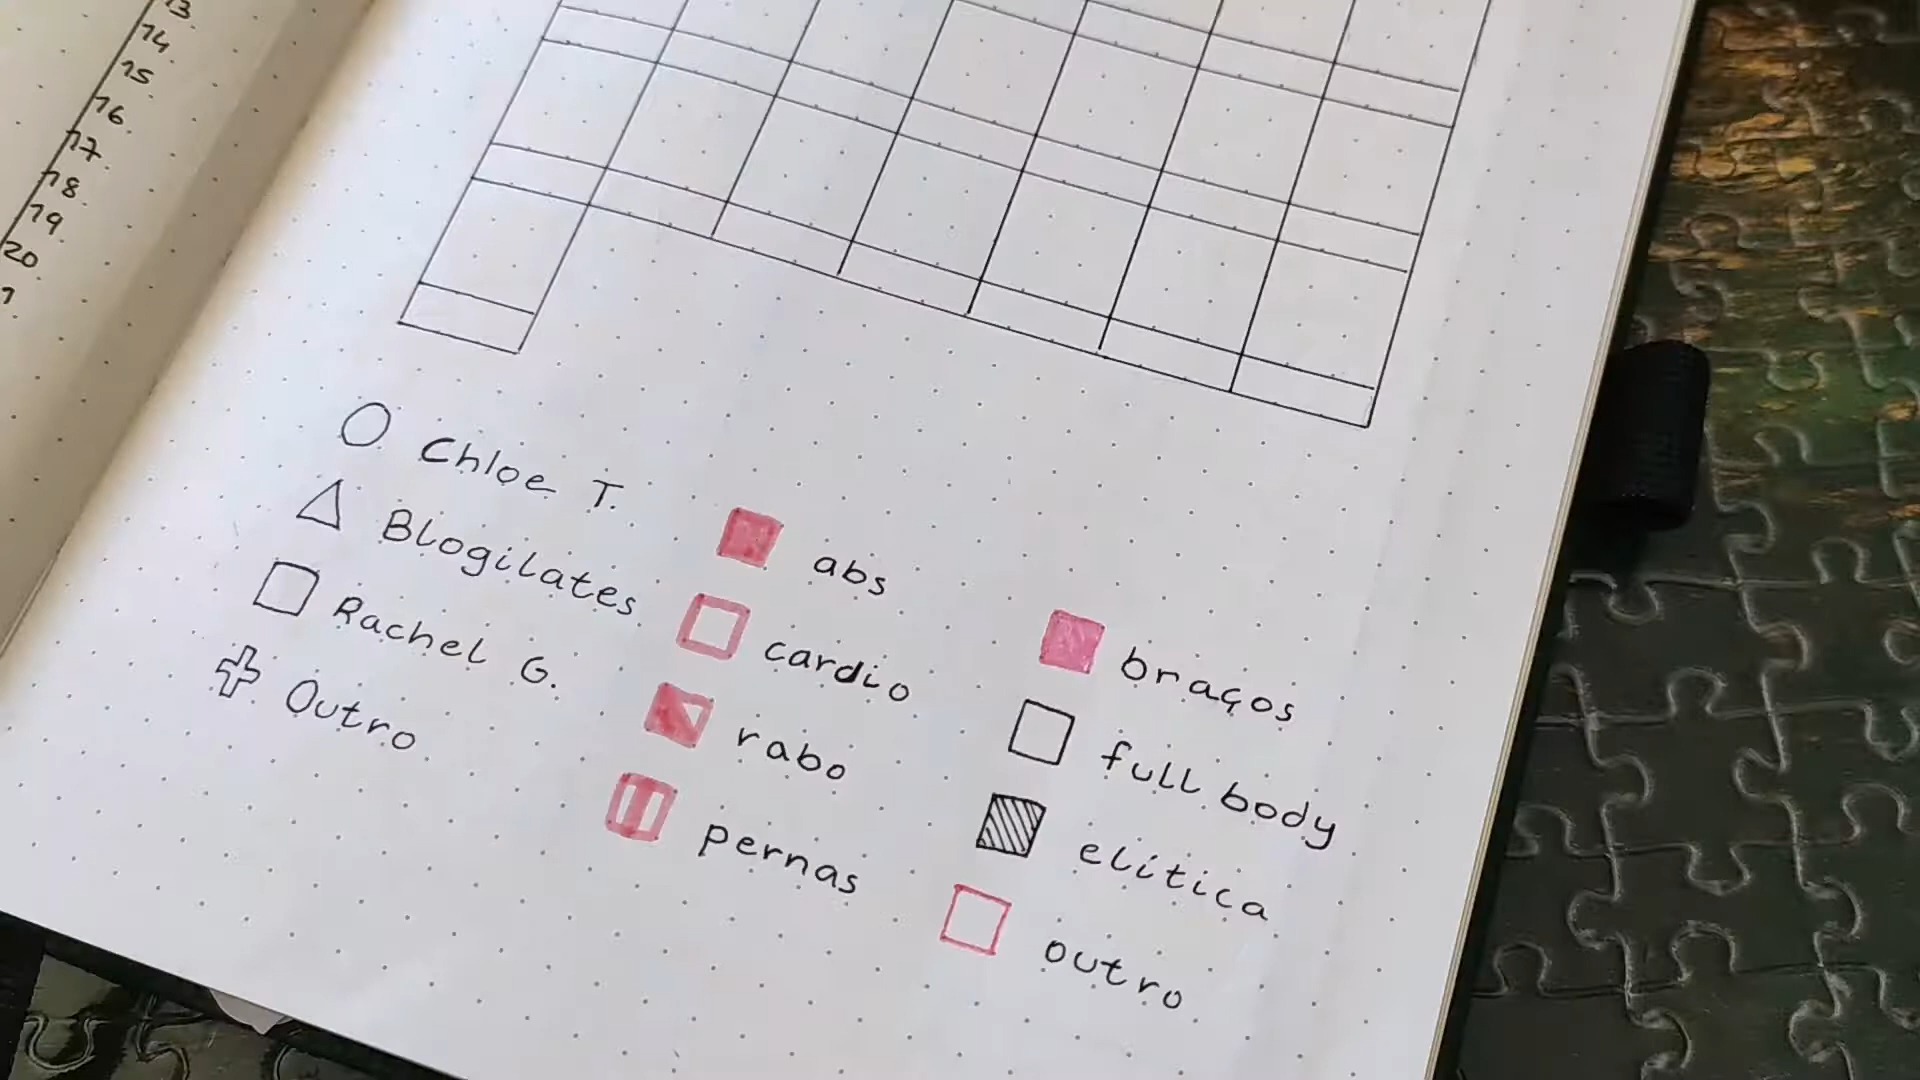 14
15
16
17
18
19
20
Chloe T.
Blogilates
Rachel G.
Outro
abs
cardio
rabo
pernas
braços
full body
elítica
outro